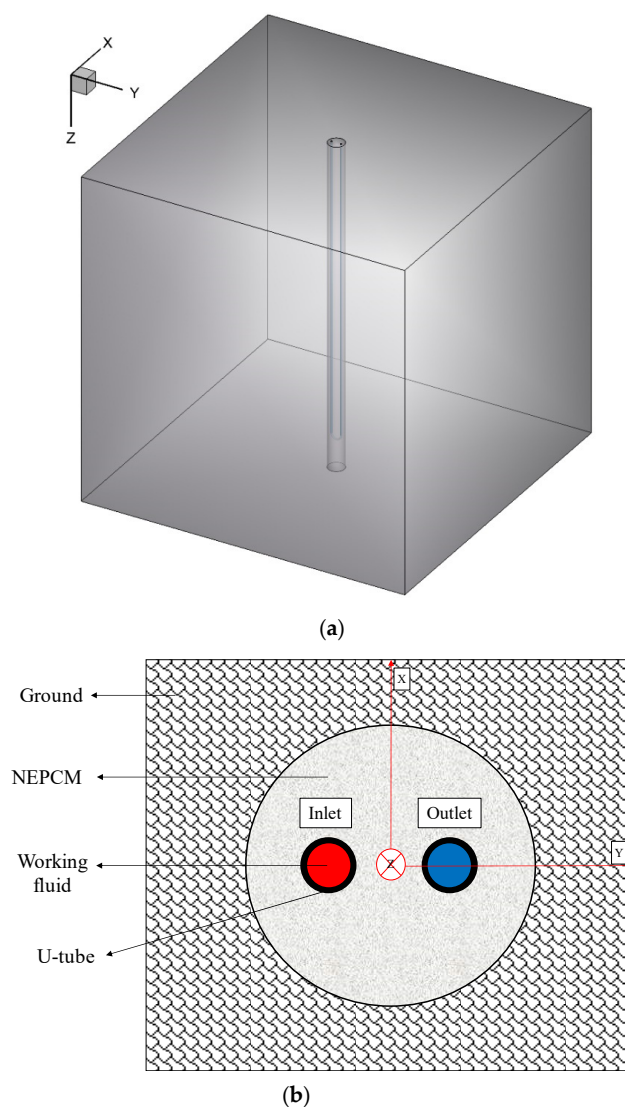 X
Y
Z
(a)
Ground
X
NEPCM
Inlet
Outlet
Working
fluid
Z
Y
U-tube
(b)